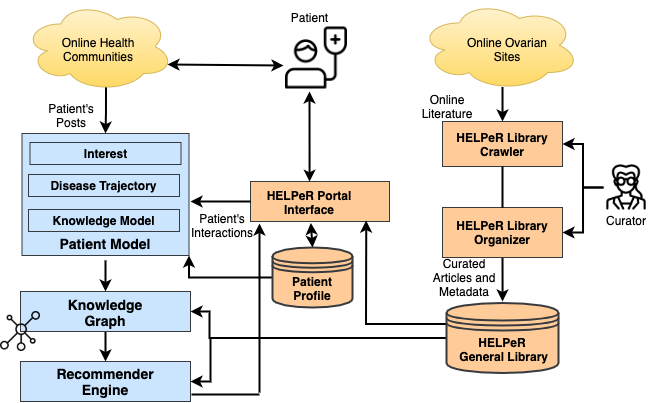 Patient
Online Health
Communities
Online Ovarian
Sites
Patient's
Posts
Online
Literature
Interest
Disease Trajectory
Knowledge Model
Patient Model
HELPeR Library
Crawler
HELPeR Portal
Interface
Patient's
Interactions
HELPeR Library
Organizer
Curator
Patient
Profile
Curated
Articles and
Metadata
Knowledge
Graph
HELPeR
General Library
Recommender
Engine